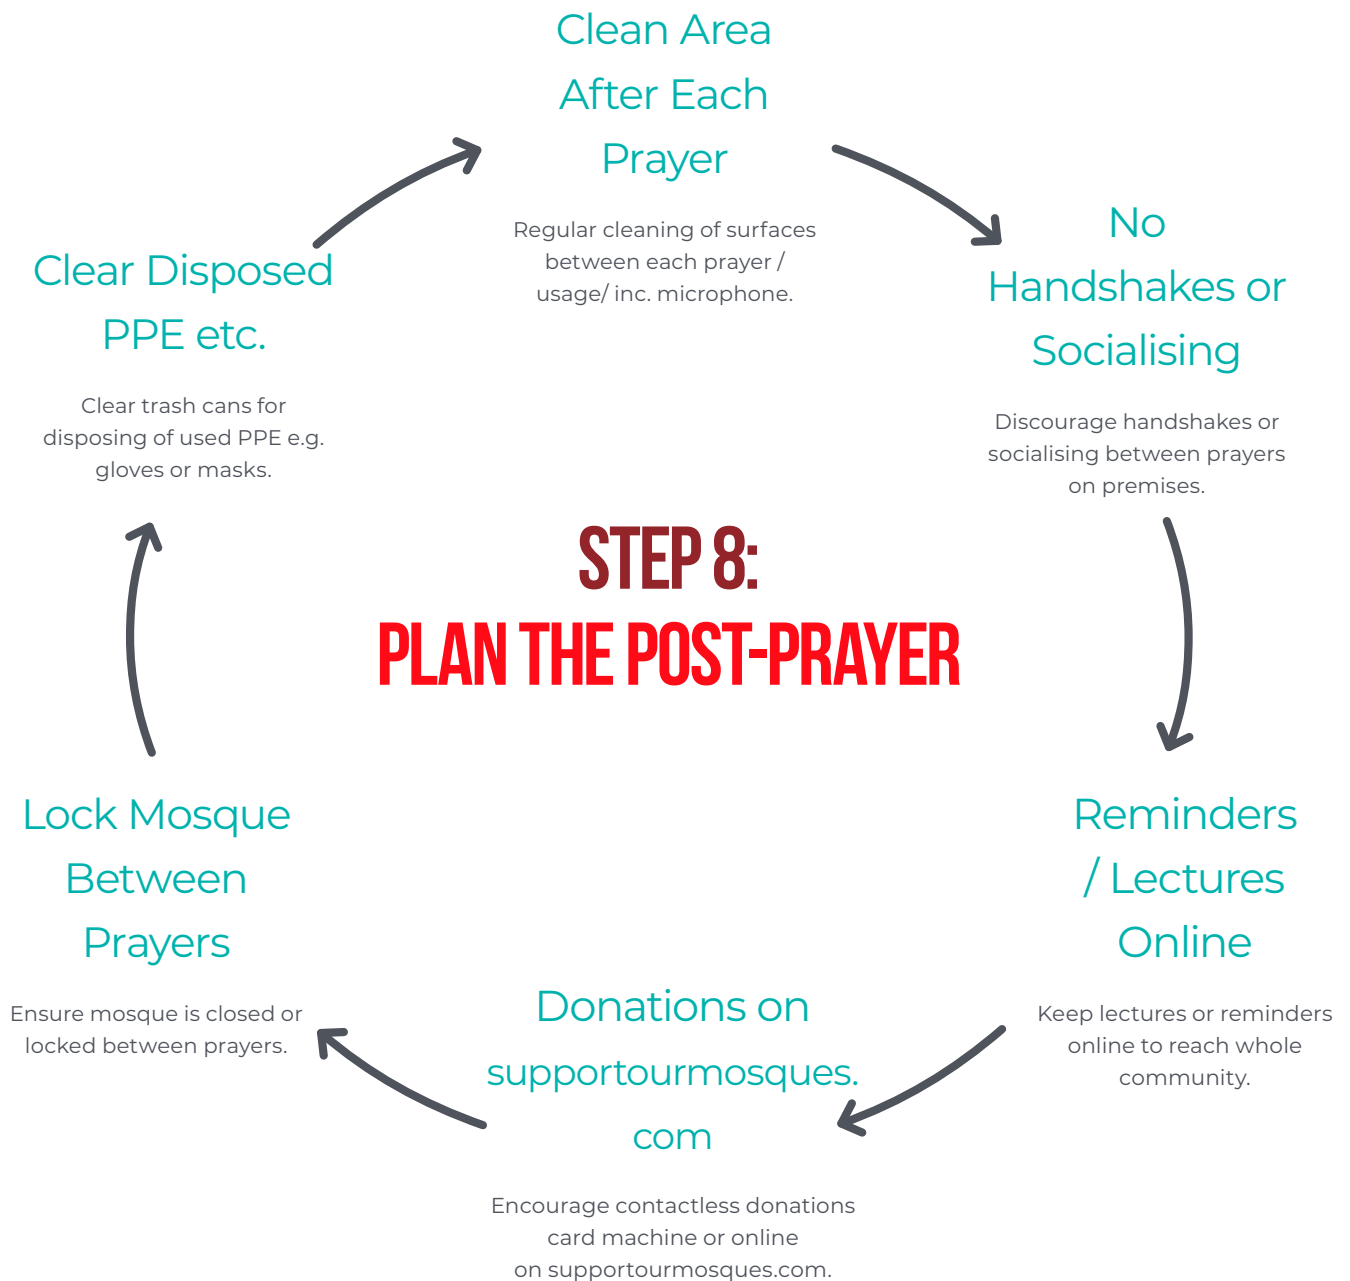 Clean Area
After Each
Prayer
Regular cleaning of surfaces
between each prayer /
usage/ inc. microphone.
No
Handshakes or
Socialising
Discourage handshakes or
socialising between prayers
on premises.
Reminders
/ Lectures
Online
Keep lectures or reminders
online to reach whole
community.
Donations on
supportourmosques.
com
Encourage contactless donations
card machine or online
on supportourmosques.com.
Lock Mosque
Between
Prayers
Ensure mosque is closed or
locked between prayers.
Clear Disposed
PPE etc.
Clear trash cans for
disposing of used PPE e.g.
gloves or masks.
STEP 8:
PLAN THE POST-PRAYER